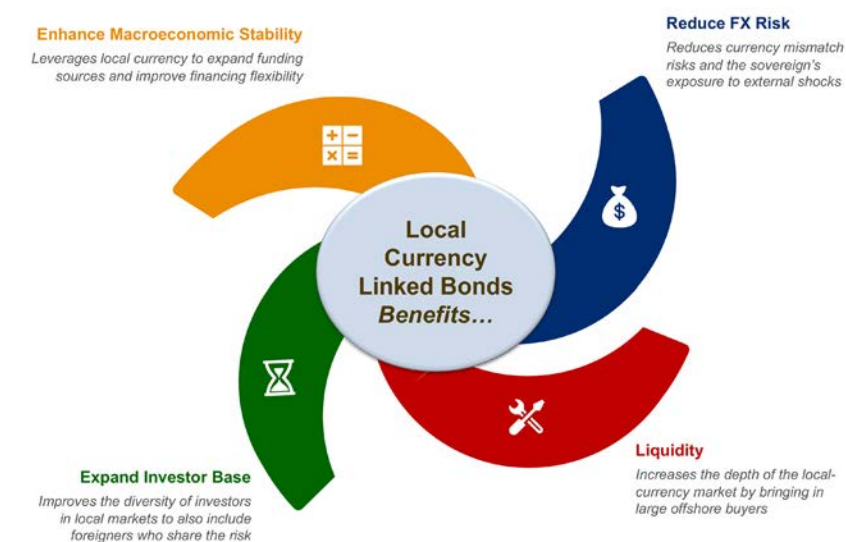 Enhance Macroeconomic Stability
Leverages local currency to expand funding
sources and improve financing flexibility
Reduce FX Risk
Reduces currency mismatch
risks and the sovereign's
exposure to external shocks
Local
Currency
Linked Bonds
Benefits...
$
Expand Investor Base
Improves the diversity of investors
in local markets to also include
foreigners who share the risk
Liquidity
Increases the depth of the local-
currency market by bringing in
large offshore buyers